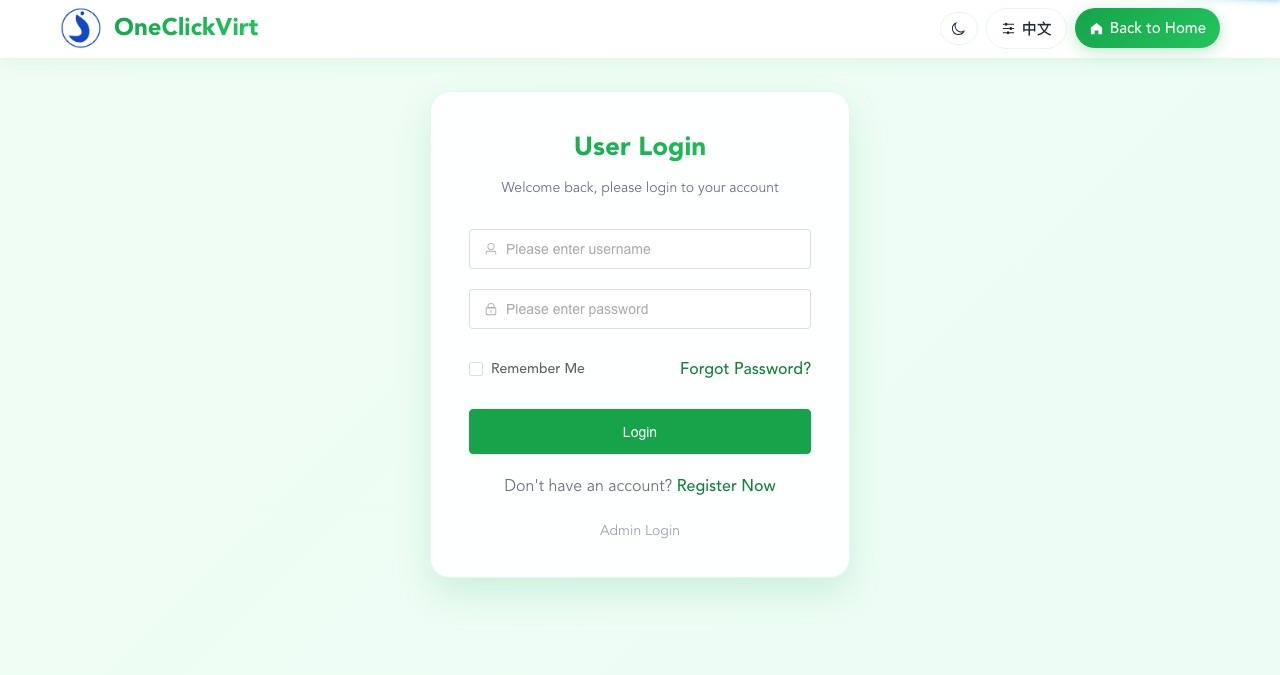 OneClickVirt
中文
Back to Home
User Login
Welcome back, please login to your account
Please enter username
Please enter password
Remember Me
Forgot Password?
Login
Don't have an account? Register Now
Admin Login